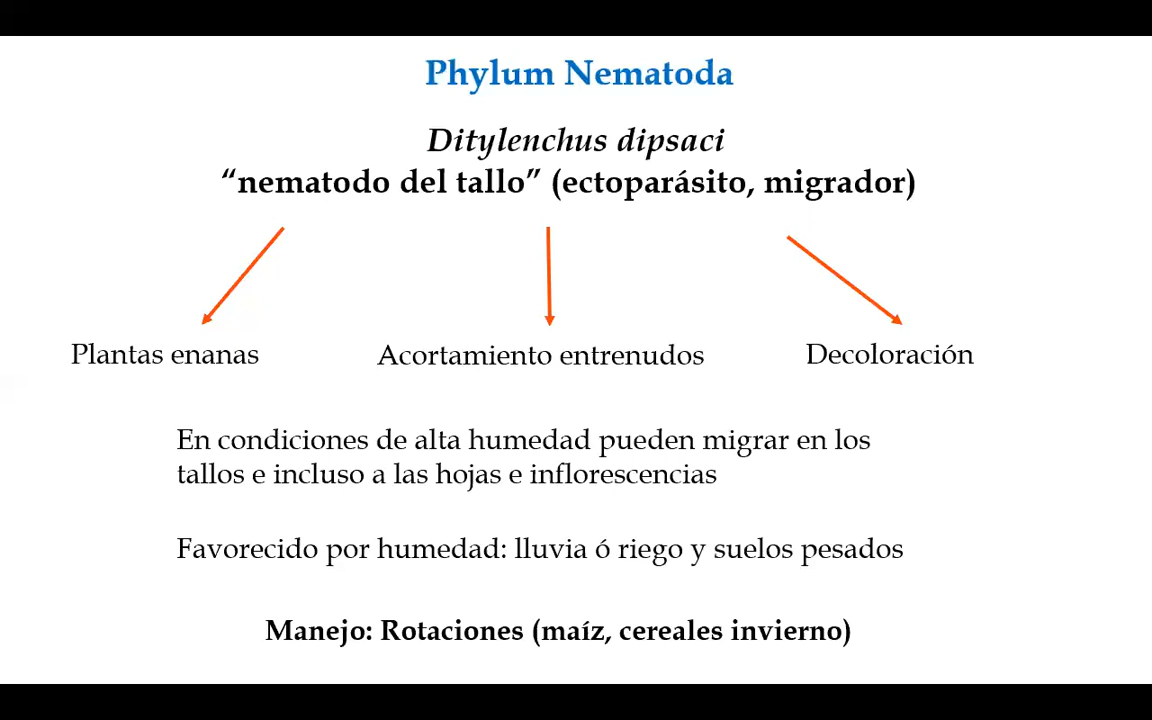 Phylum Nematoda
Ditylenchus dipsaci
“nematodo del tallo” (ectoparásito, migrador)
Plantas enanas
Acortamiento entrenudos
Decoloración
En condiciones de alta humedad pueden migrar en los
tallos e incluso a las hojas e inflorescencias
Favorecido por humedad: lluvia ó riego y suelos pesados
Manejo: Rotaciones (maíz, cereales invierno)